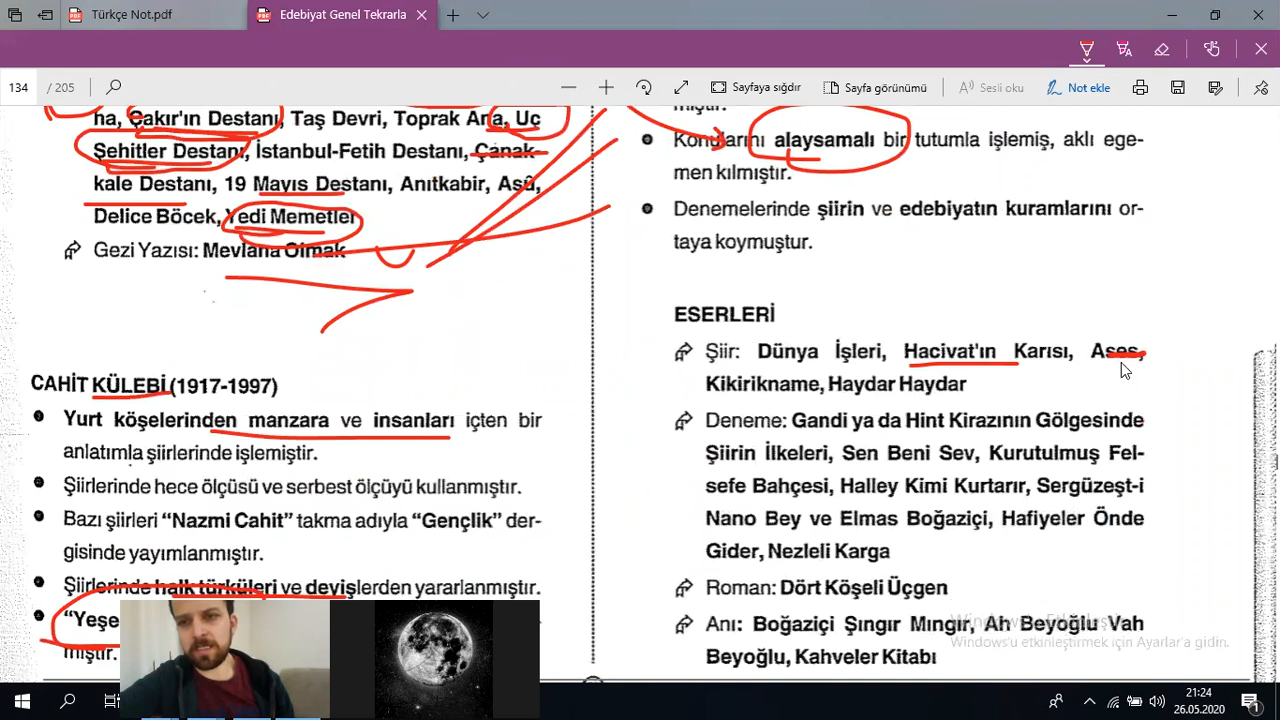 Türkçe Not.pdf
Edebiyat Genel Tekrarla
134 / 205
Sayfaya sığdır
Sayfa görünümü
Sesli oku
Not ekle
ha, Çakır'ın Destanı, Taş Devri, Toprak Ana, Uç
Şehitler Destanı, İstanbul-Fetih Destanı, Çanak-
kale Destanı, 19 Mayıs Destanı, Anıtkabir, Asû,
Delice Böcek, Yedi Memetler
Gezi Yazısı: Mevlana Olmak
CAHİT KÜLEBİ (1917-1997)
Yurt köşelerinden manzara ve insanları içten bir
anlatımla şiirlerinde işlemiştir.
Şiirlerinde hece ölçüsü ve serbest ölçüyü kullanmıştır.
Bazı şiirleri “Nazmi Cahit” takma adıyla “Gençlik” der-
gisinde yayımlanmıştır.
Şiirlerinde halk türküleri ve deyişlerden yararlanmıştır.
“Yeşe
mıştır.
mıştır.
Konularını alaysamalı bir tutumla işlemiş, aklı ege-
men kılmıştır.
Denemelerinde şiirin ve edebiyatın kuramlarını or-
taya koymuştur.
ESERLERİ
Şiir: Dünya İşleri, Hacivat'ın Karısı, Ases,
Kikirikname, Haydar Haydar
Deneme: Gandi ya da Hint Kirazının Gölgesinde
Şiirin İlkeleri, Sen Beni Sev, Kurutulmuş Fel-
sefe Bahçesi, Halley Kimi Kurtarır, Sergüzeşt-i
Nano Bey ve Elmas Boğaziçi, Hafiyeler Önde
Gider, Nezleli Karga
Roman: Dört Köşeli Üçgen
Anı: Boğaziçi Şıngır Mıngır, Ah Beyoğlu Vah
Beyoğlu, Kahveler Kitabı
Windows'u Etkinleştir
Windows'u etkinleştirmek için Ayarlar'a gidin.
21:24
26.05.2020